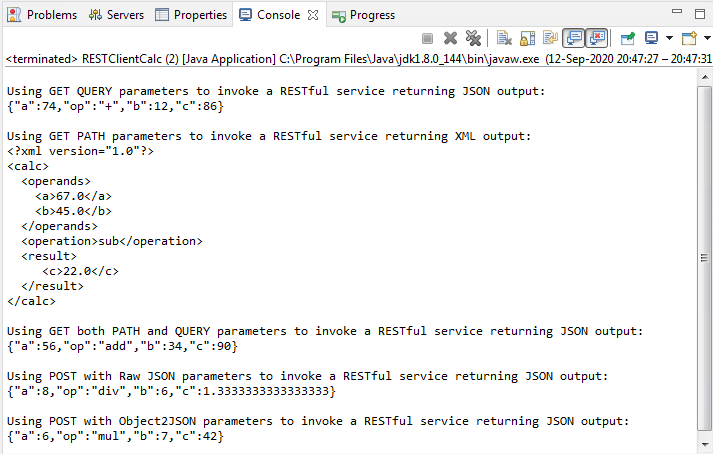 Problems Servers Properties Console Progress
<terminated> RESTClientCalc (2) [Java Application] C:\Program Files\Java\jdk1.8.0_144\bin\javaw.exe (12-Sep-2020 20:47:27 – 20:47:31
Using GET QUERY parameters to invoke a RESTful service returning JSON output:
{"a":74,"op":"+","b":12,"c":86}
Using GET PATH parameters to invoke a RESTful service returning XML output:
<?xml version="1.0"?>
<calc>
  <operands>
    <a>67.0</a>
    <b>45.0</b>
  </operands>
  <operation>sub</operation>
  <result>
     <c>22.0</c>
  </result>
</calc>
Using GET both PATH and QUERY parameters to invoke a RESTful service returning JSON output:
{"a":56,"op":"add","b":34,"c":90}
Using POST with Raw JSON parameters to invoke a RESTful service returning JSON output:
{"a":8,"op":"div","b":6,"c":1.3333333333333333}
Using POST with Object2JSON parameters to invoke a RESTful service returning JSON output:
{"a":6,"op":"mul","b":7,"c":42}